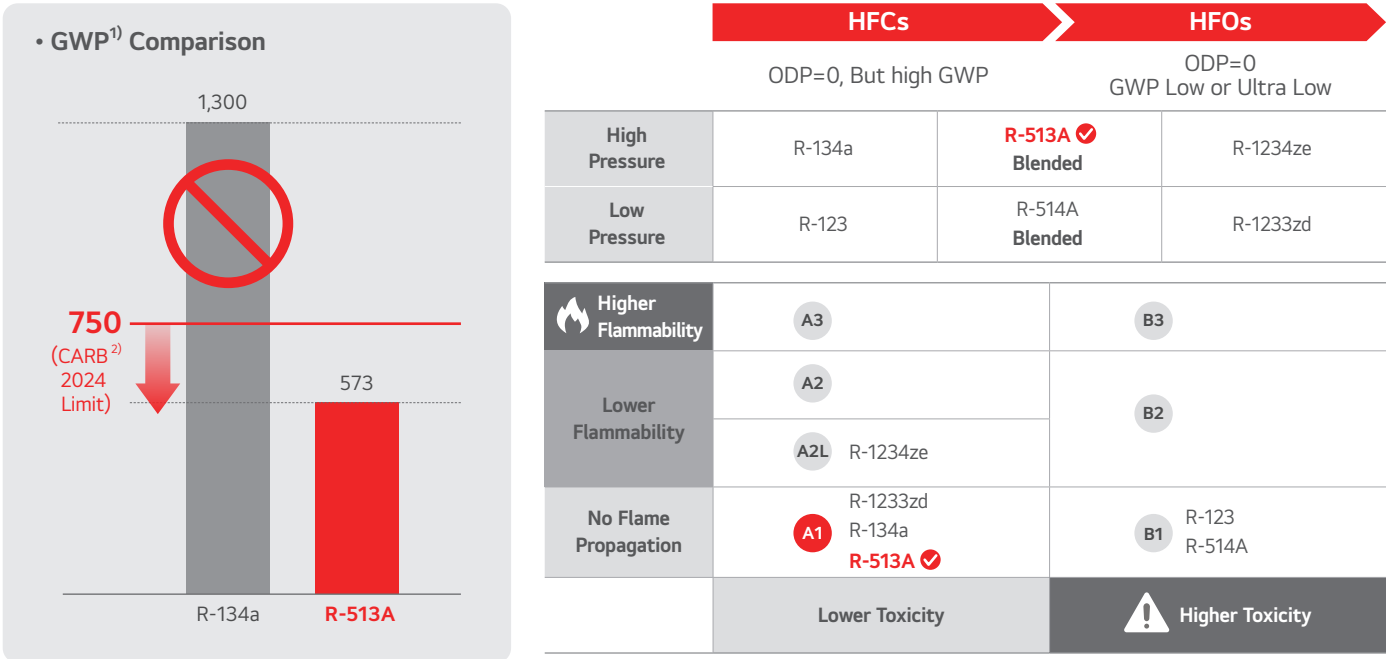 • GWP1) Comparison
1,300
750
(CARB 2)
2024
Limit)
573
R-134a
R-513A
HFCs
HFOs
ODP=0, But high GWP
ODP=0
GWP Low or Ultra Low
High
Pressure
R-134a
R-513A
Blended
R-1234ze
Low
Pressure
R-123
R-514A
Blended
R-1233zd
Higher
Flammability
A3
B3
Lower
Flammability
A2
A2L
R-1234ze
B2
No Flame
Propagation
A1
R-1233zd
R-134a
R-513A
B1
R-123
R-514A
Lower Toxicity
Higher Toxicity